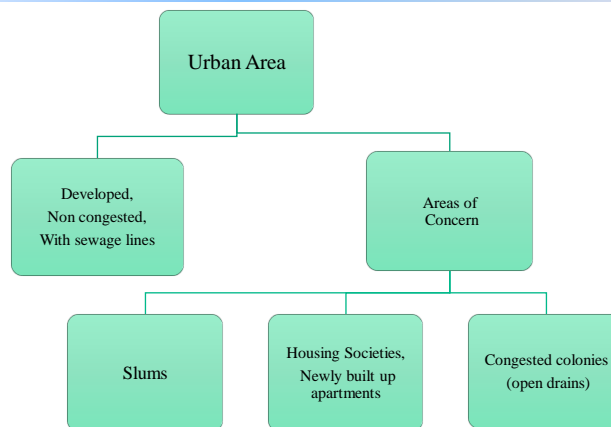 Urban Area
Developed,
Non congested,
With sewage lines
Areas of
Concern
Slums
Housing Societies,
Newly built up
apartments
Congested colonies
(open drains)